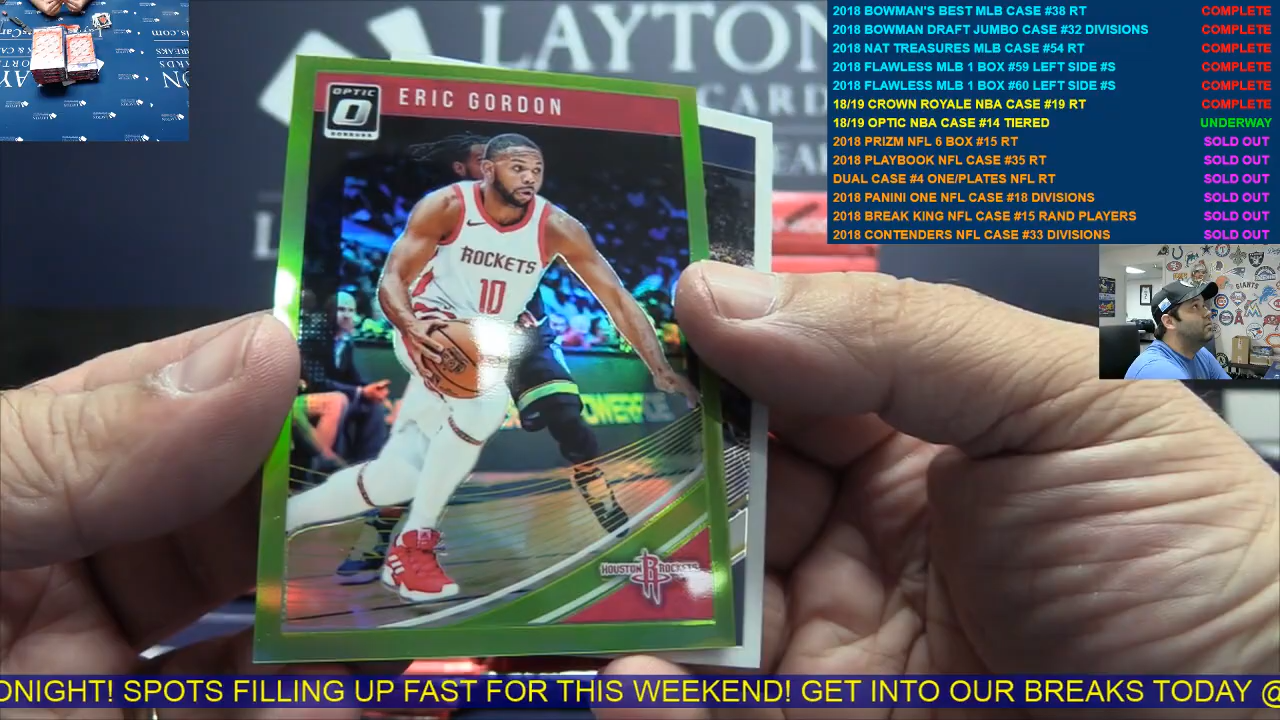 LAYTON
SCARD
EA
L
OPTIC
O
DONRUSS
ERIC GORDON
ROCKETS
10
HOUSTON ROCKETS
R
GIANTS
2018 BOWMAN'S BEST MLB CASE #38 RT COMPLETE
2018 BOWMAN DRAFT JUMBO CASE #32 DIVISIONS COMPLETE
2018 NAT TREASURES MLB CASE #54 RT COMPLETE
2018 FLAWLESS MLB 1 BOX #59 LEFT SIDE #S COMPLETE
2018 FLAWLESS MLB 1 BOX #60 LEFT SIDE #S COMPLETE
18/19 CROWN ROYALE NBA CASE #19 RT COMPLETE
18/19 OPTIC NBA CASE #14 TIERED UNDERWAY
2018 PRIZM NFL 6 BOX #15 RT SOLD OUT
2018 PLAYBOOK NFL CASE #35 RT SOLD OUT
DUAL CASE #4 ONE/PLATES NFL RT SOLD OUT
2018 PANINI ONE NFL CASE #18 DIVISIONS SOLD OUT
2018 BREAK KING NFL CASE #15 RAND PLAYERS SOLD OUT
2018 CONTENDERS NFL CASE #33 DIVISIONS SOLD OUT
ONIGHT! SPOTS FILLING UP FAST FOR THIS WEEKEND! GET INTO OUR BREAKS TODAY @